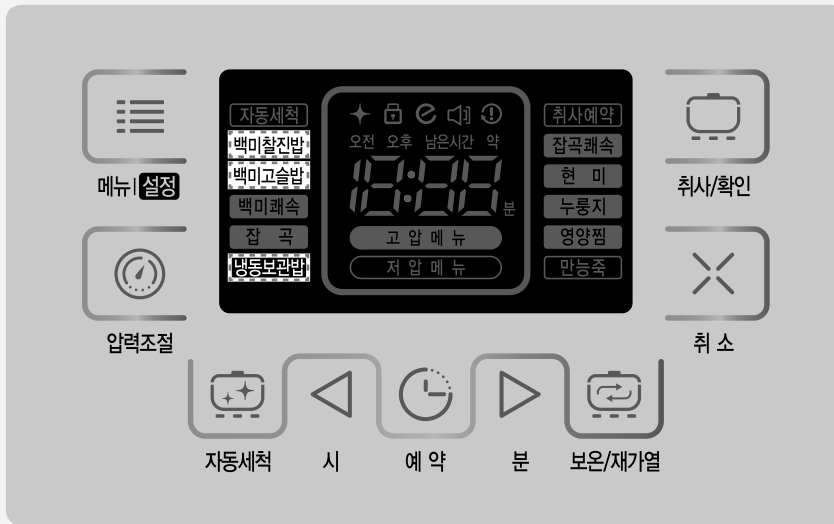 메뉴|설정
압력조절
자동세척
백미찰진밥
백미고슬밥
백미쾌속
잡 곡
냉동보관밥
오전 오후 남은시간 약
18:88
분
고 압 메 뉴
저 압 메 뉴
취사예약
잡곡쾌속
현 미
누룽지
영양찜
만능죽
취사/확인
취 소
자동세척
시
예 약
분
보온/재가열